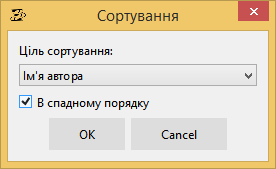 Сортування
Ціль сортування:
Ім'я автора
В спадному порядку
OK
Cancel